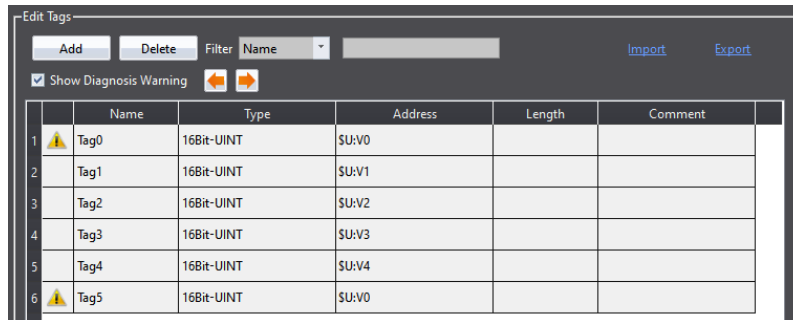 Edit Tags
Add Delete Filter Name Import Export
Show Diagnosis Warning
Name Type Address Length Comment
1 Tag0 16Bit-UINT $U:V0
2 Tag1 16Bit-UINT $U:V1
3 Tag2 16Bit-UINT $U:V2
4 Tag3 16Bit-UINT $U:V3
5 Tag4 16Bit-UINT $U:V4
6 Tag5 16Bit-UINT $U:V0